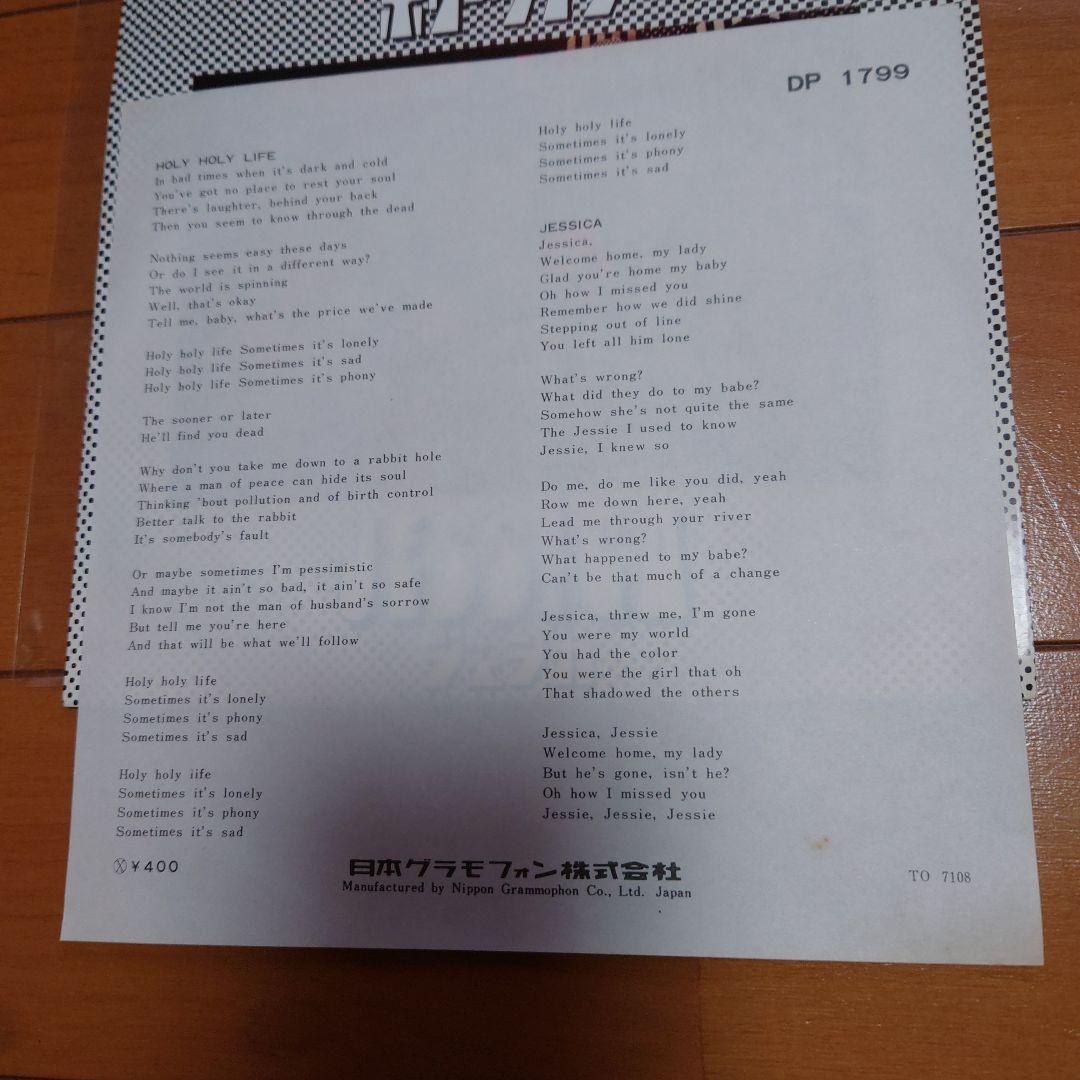 DP 1799
HOLY HOLY LIFE
In bad times when it's dark and cold
You've got no place to rest your soul
There's laughter, behind your back
Then you seem to know through the dead
Nothing seems easy these days
Or do I see it in a different way?
The world is spinning
Well, that's okay
Tell me, baby, what's the price we've made
Holy holy life Sometimes it's lonely
Holy holy life Sometimes it's sad
Holy holy life Sometimes it's phony
The sooner or later
He'll find you dead
Why don't you take me down to a rabbit hole
Where a man of peace can hide its soul
Thinking 'bout pollution and of birth control
Better talk to the rabbit
It's somebody's fault
Or maybe sometimes I'm pessimistic
And maybe it ain't so bad, it ain't so safe
I know I'm not the man of husband's sorrow
But tell me you're here
And that will be what we'll follow
Holy holy life
Sometimes it's lonely
Sometimes it's phony
Sometimes it's sad
Holy holy iife
Sometimes it's lonely
Sometimes it's phony
Sometimes it's sad
Holy holy life
Sometimes it's lonely
Sometimes it's phony
Sometimes it's sad
JESSICA
Jessica,
Welcome home, my lady
Glad you're home my baby
Oh how I missed you
Remember how we did shine
Stepping out of line
You left all him lone
What's wrong?
What did they do to my babe?
Somehow she's not quite the same
The Jessie I used to know
Jessie, I knew so
Do me, do me like you did, yeah
Row me down here, yeah
Lead me through your river
What's wrong?
What happened to my babe?
Can't be that much of a change
Jessica, threw me, I'm gone
You were my world
You had the color
You were the girl that oh
That shadowed the others
Jessica, Jessie
Welcome home, my lady
But he's gone, isn't he?
Oh how I missed you
Jessie, Jessie, Jessie
Ⓧ¥400
日本グラモフォン株式会社
Manufactured by Nippon Grammophon Co., Ltd. Japan
TO 7108